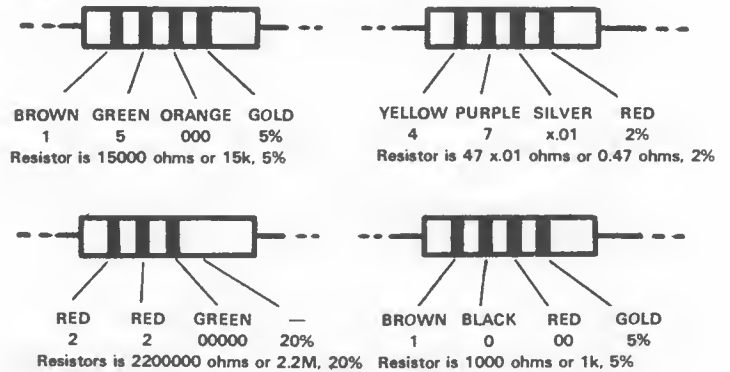 BROWN GREEN ORANGE GOLD
1 5 000 5%
Resistor is 15000 ohms or 15k, 5%
YELLOW PURPLE SILVER RED
4 7 x.01 2%
Resistor is 47 x.01 ohms or 0.47 ohms, 2%
RED RED GREEN —
2 2 00000 20%
Resistors is 2200000 ohms or 2.2M, 20%
BROWN BLACK RED GOLD
1 0 00 5%
Resistor is 1000 ohms or 1k, 5%